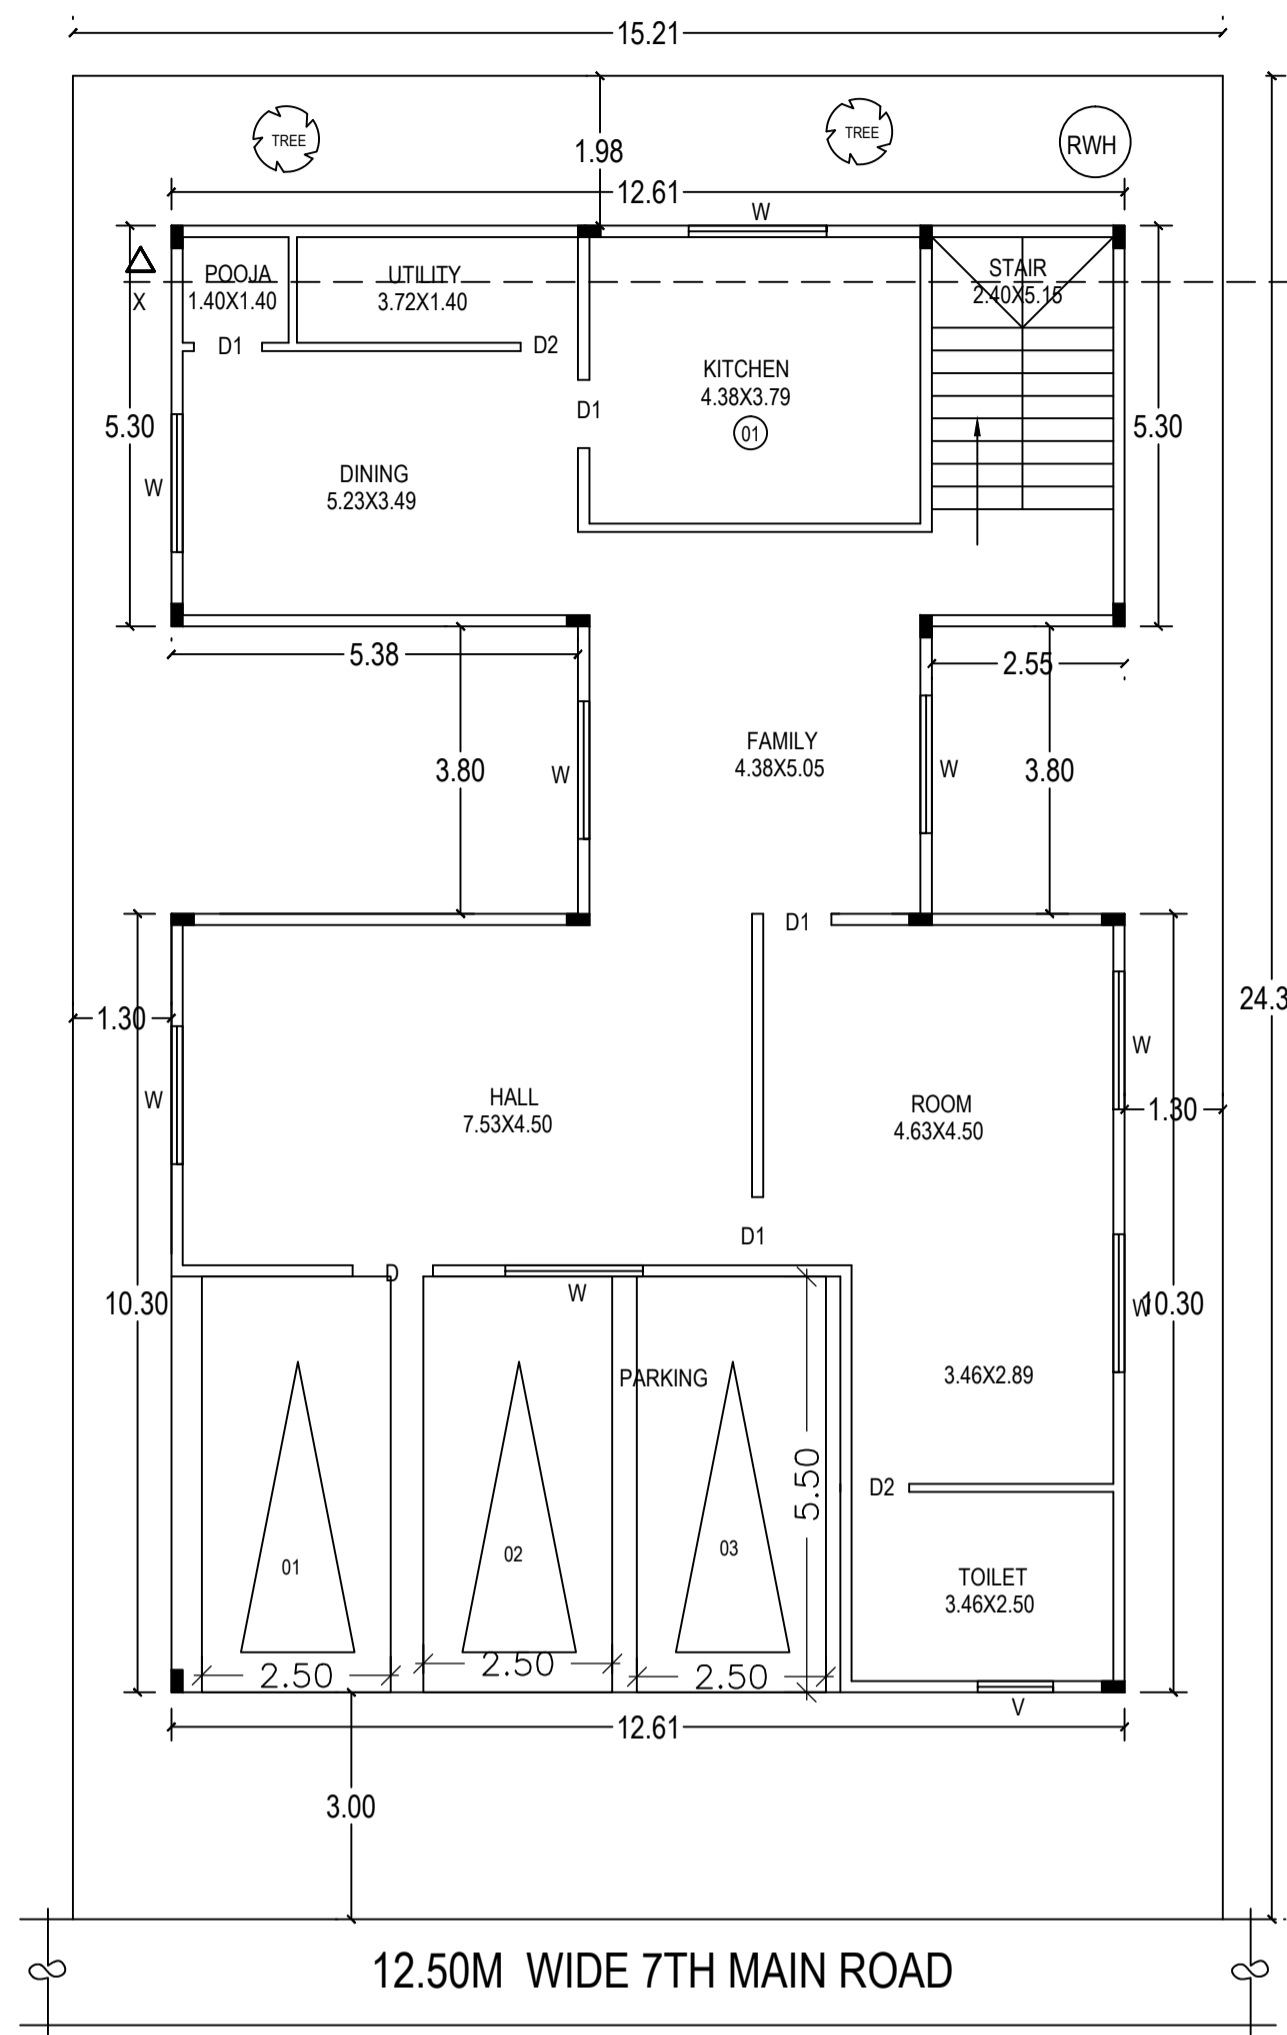 15.21
TREE
TREE
RWH
1.98
12.61
W
X
POOJA
1.40X1.40
UTILITY
3.72X1.40
STAIR
2.40X5.15
D1
D2
KITCHEN
4.38X3.79
01
D1
5.30
5.30
W
DINING
5.23X3.49
5.38
2.55
FAMILY
4.38X5.05
3.80
W
W
3.80
D1
24.3
1.30
W
W
HALL
7.53X4.50
ROOM
4.63X4.50
1.30
D1
D
W
10.30
W
10.30
PARKING
3.46X2.89
5.50
D2
01
02
03
TOILET
3.46X2.50
2.50
2.50
2.50
V
12.61
3.00
12.50M WIDE 7TH MAIN ROAD